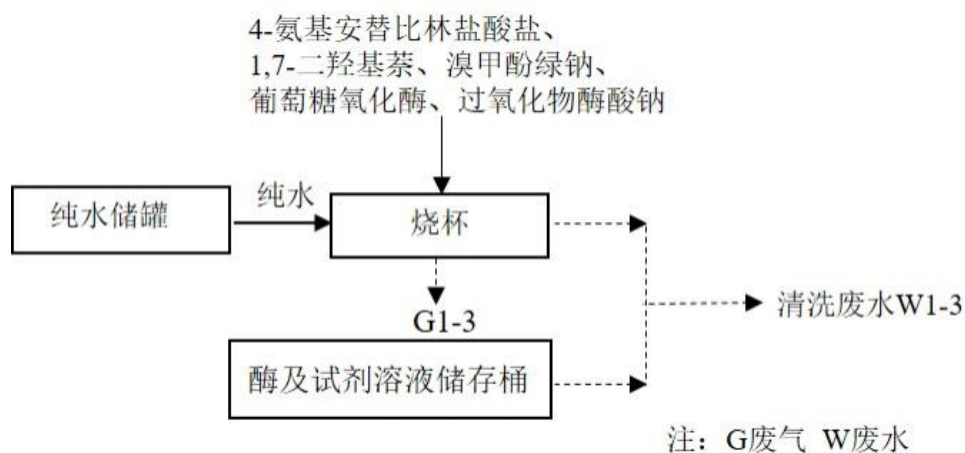 4-氨基安替比林盐酸盐、
1,7-二羟基萘、溴甲酚绿钠、
葡萄糖氧化酶、过氧化物酶酸钠
纯水储罐
纯水
烧杯
G1-3
清洗废水W1-3
酶及试剂溶液储存桶
注：G废气 W废水